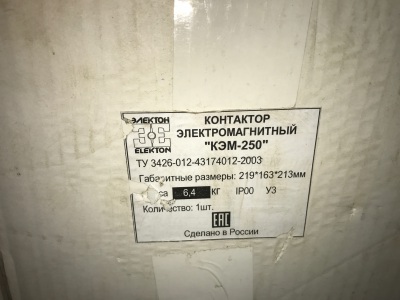 ЭЛЕКТОН
ELEKTON
КОНТАКТОР
ЭЛЕКТРОМАГНИТНЫЙ
"КЭМ-250"
ТУ 3426-012-43174012-2003
Габаритные размеры: 219*163*213мм
6,4 КГ IP00 У3
Количество: 1шт.
EAC
Сделано в России